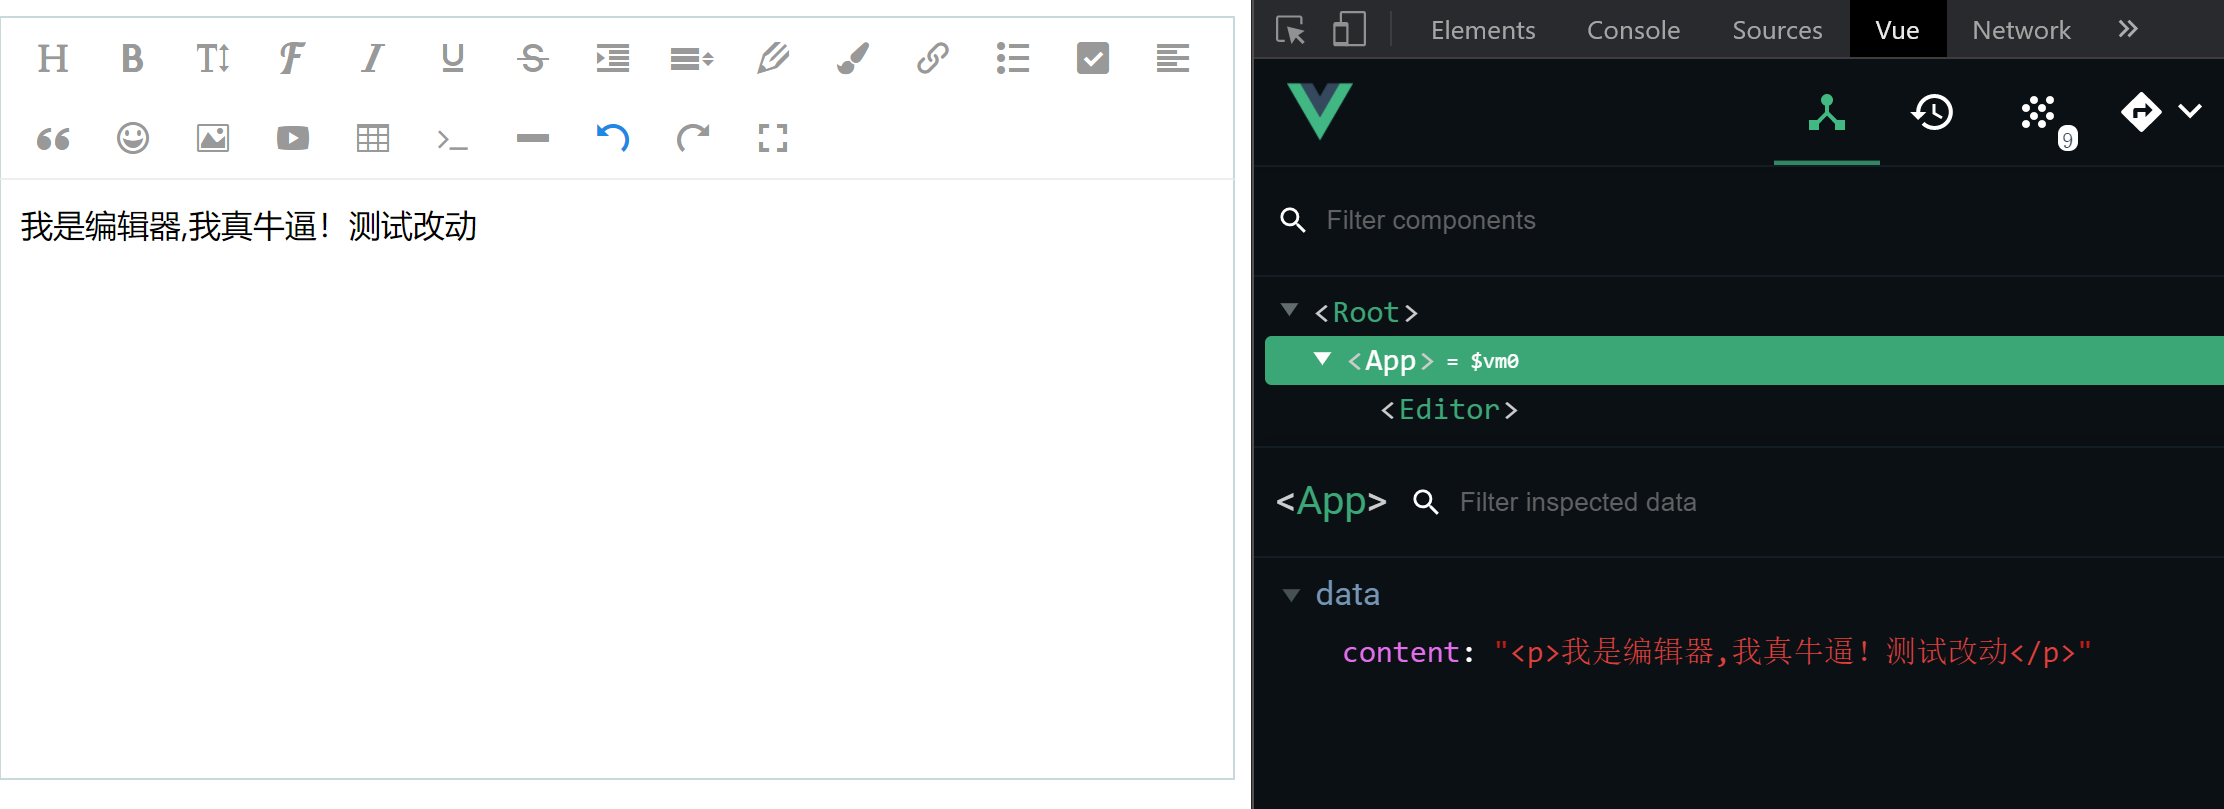 我是编辑器,我真牛逼！测试改动
Elements Console Sources Vue Network »
9
Filter components
<Root>
<App> = $vm0
<Editor>
<App> Filter inspected data
data
content: "<p>我是编辑器,我真牛逼！测试改动</p>"